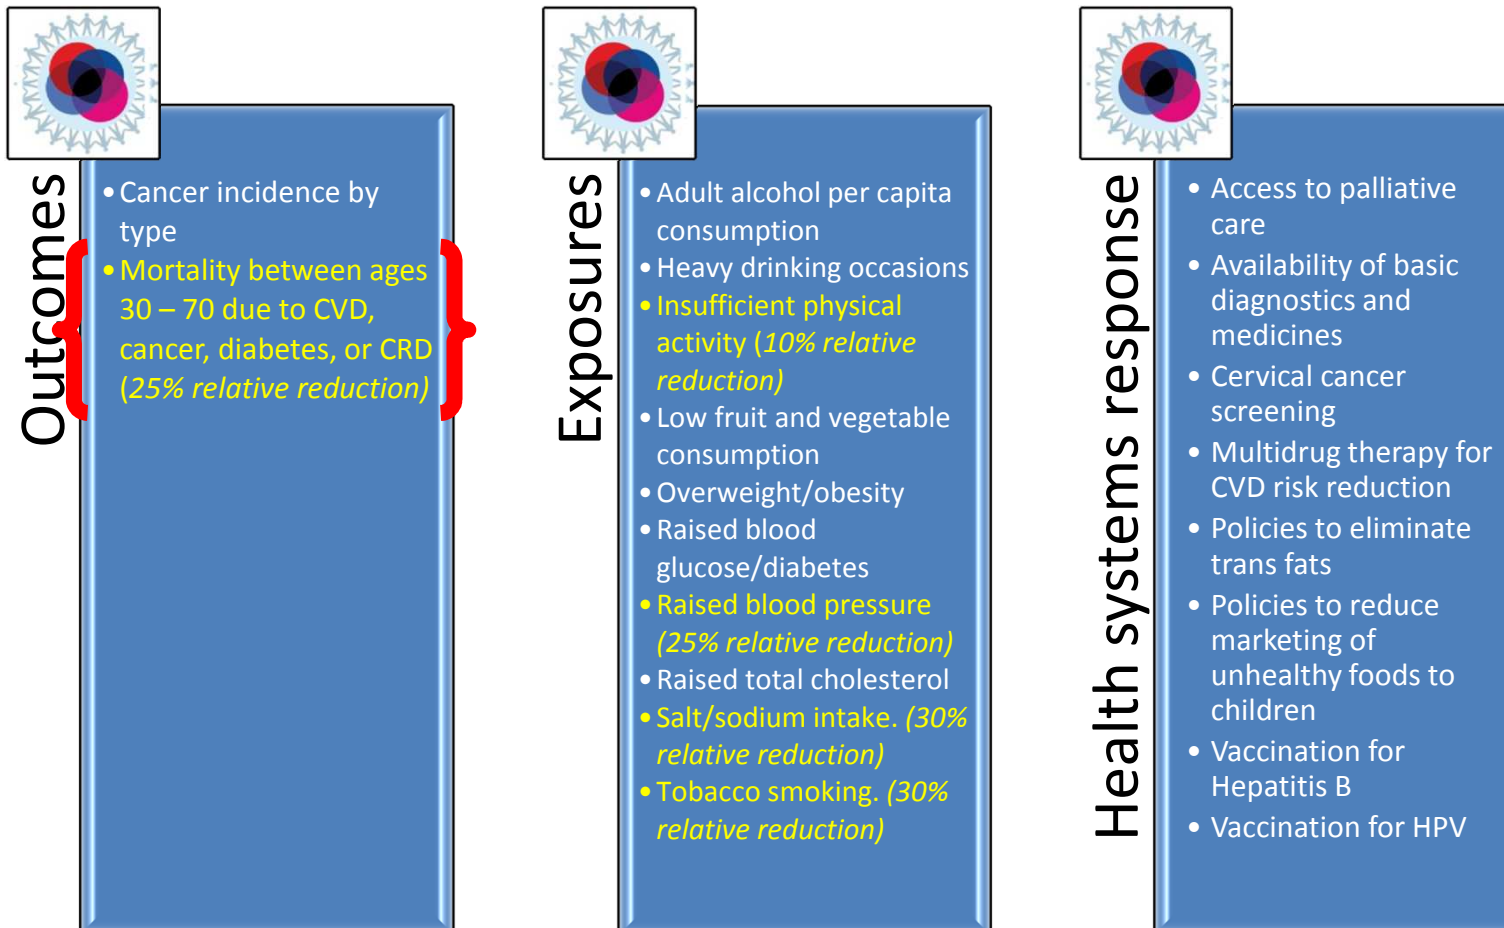 Outcomes
• Cancer incidence by
type
• Mortality between ages
30 – 70 due to CVD,
cancer, diabetes, or CRD
(25% relative reduction)
Exposures
• Adult alcohol per capita
consumption
• Heavy drinking occasions
• Insufficient physical
activity (10% relative
reduction)
• Low fruit and vegetable
consumption
• Overweight/obesity
• Raised blood
glucose/diabetes
• Raised blood pressure
(25% relative reduction)
• Raised total cholesterol
• Salt/sodium intake. (30%
relative reduction)
• Tobacco smoking. (30%
relative reduction)
Health systems response
• Access to palliative
care
• Availability of basic
diagnostics and
medicines
• Cervical cancer
screening
• Multidrug therapy for
CVD risk reduction
• Policies to eliminate
trans fats
• Policies to reduce
marketing of
unhealthy foods to
children
• Vaccination for
Hepatitis B
• Vaccination for HPV